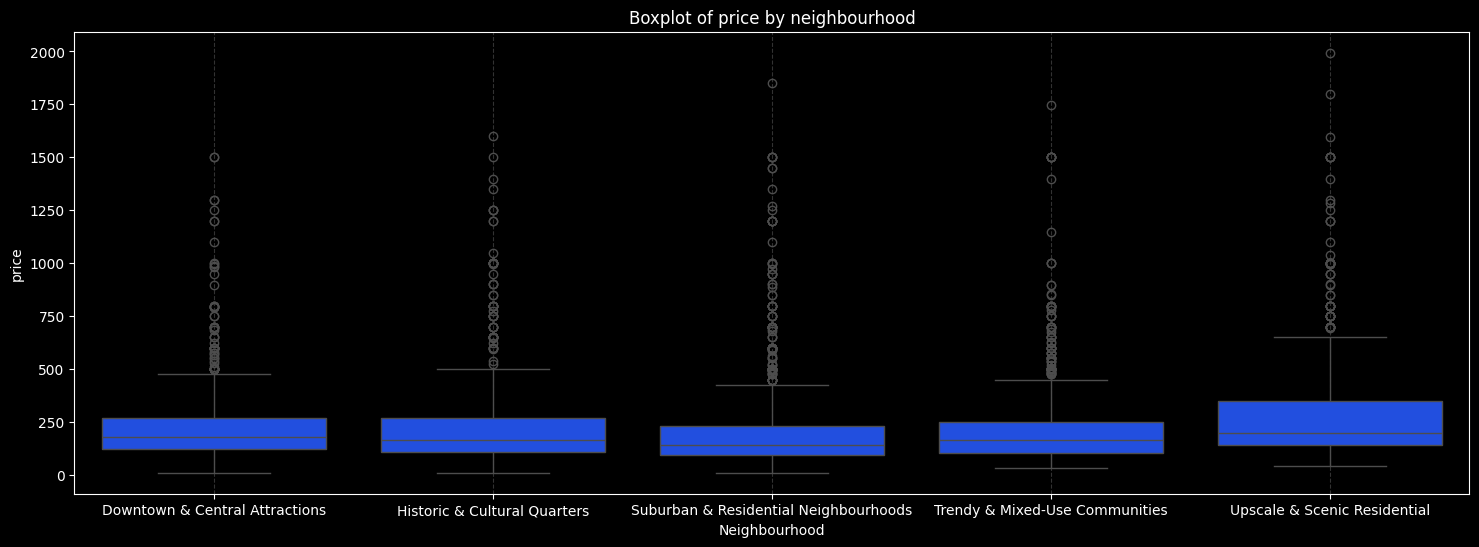 Boxplot of price by neighbourhood
price
2000
1750
1500
1250
1000
750
500
250
0
Downtown & Central Attractions
Historic & Cultural Quarters
Suburban & Residential Neighbourhoods
Trendy & Mixed-Use Communities
Upscale & Scenic Residential
Neighbourhood